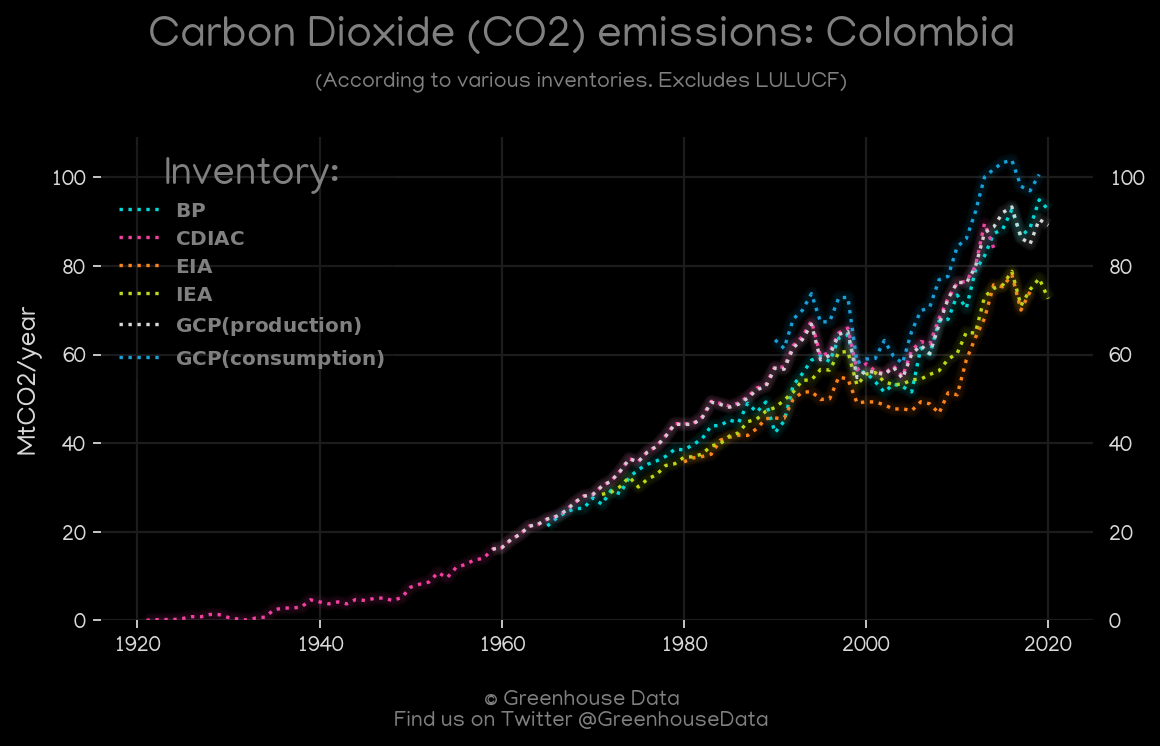 Carbon Dioxide (CO2) emissions: Colombia
(According to various inventories. Excludes LULUCF)
Inventory:
BP
CDIAC
EIA
IEA
GCP(production)
GCP(consumption)
MtCO2/year
100
80
60
40
20
0
100
80
60
40
20
0
1920
1940
1960
1980
2000
2020
© Greenhouse Data
Find us on Twitter @GreenhouseData